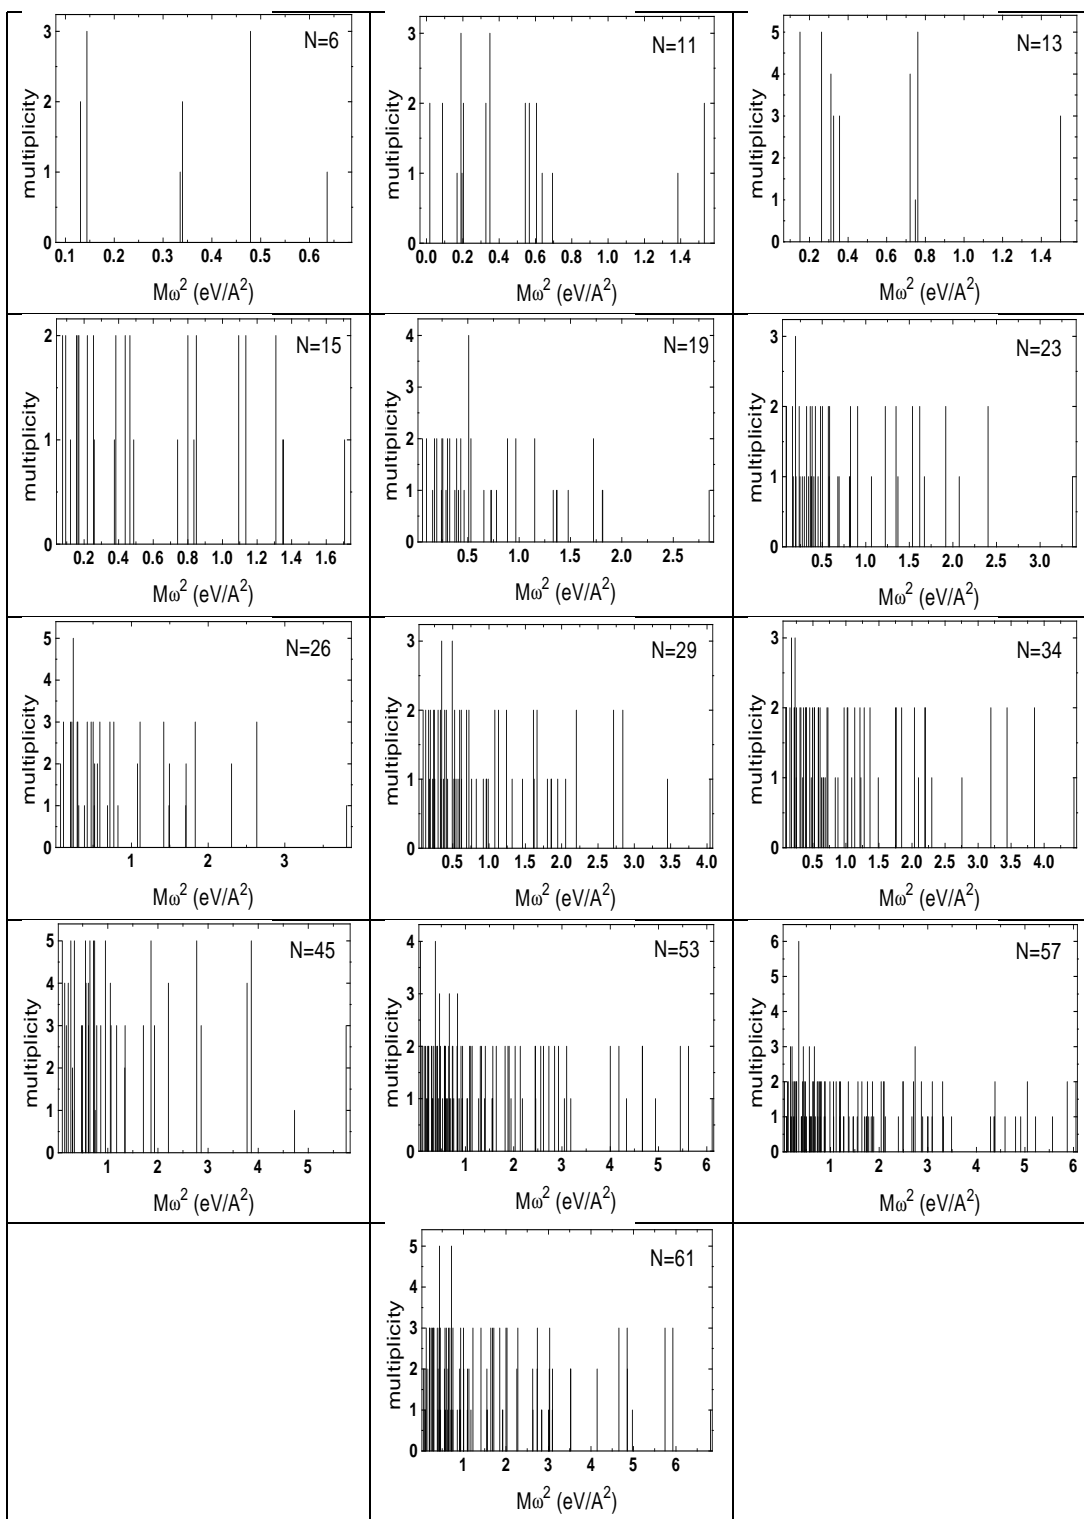 N=6
multiplicity
3
2
1
0
0.1 0.2 0.3 0.4 0.5 0.6
Mω² (eV/A²)
N=11
multiplicity
3
2
1
0
0.0 0.2 0.4 0.6 0.8 1.0 1.2 1.4
Mω² (eV/A²)
N=13
multiplicity
5
4
3
2
1
0
0.2 0.4 0.6 0.8 1.0 1.2 1.4
Mω² (eV/A²)
N=15
multiplicity
2
1
0
0.2 0.4 0.6 0.8 1.0 1.2 1.4 1.6
Mω² (eV/A²)
N=19
multiplicity
4
3
2
1
0
0.5 1.0 1.5 2.0 2.5
Mω² (eV/A²)
N=23
multiplicity
3
2
1
0
0.5 1.0 1.5 2.0 2.5 3.0
Mω² (eV/A²)
N=26
multiplicity
5
4
3
2
1
0
1 2 3
Mω² (eV/A²)
N=29
multiplicity
3
2
1
0
0.5 1.0 1.5 2.0 2.5 3.0 3.5 4.0
Mω² (eV/A²)
N=34
multiplicity
3
2
1
0
0.5 1.0 1.5 2.0 2.5 3.0 3.5 4.0
Mω² (eV/A²)
N=45
multiplicity
5
4
3
2
1
0
1 2 3 4 5
Mω² (eV/A²)
N=53
multiplicity
4
3
2
1
0
1 2 3 4 5 6
Mω² (eV/A²)
N=57
multiplicity
6
5
4
3
2
1
0
1 2 3 4 5 6
Mω² (eV/A²)
N=61
multiplicity
5
4
3
2
1
0
1 2 3 4 5 6
Mω² (eV/A²)